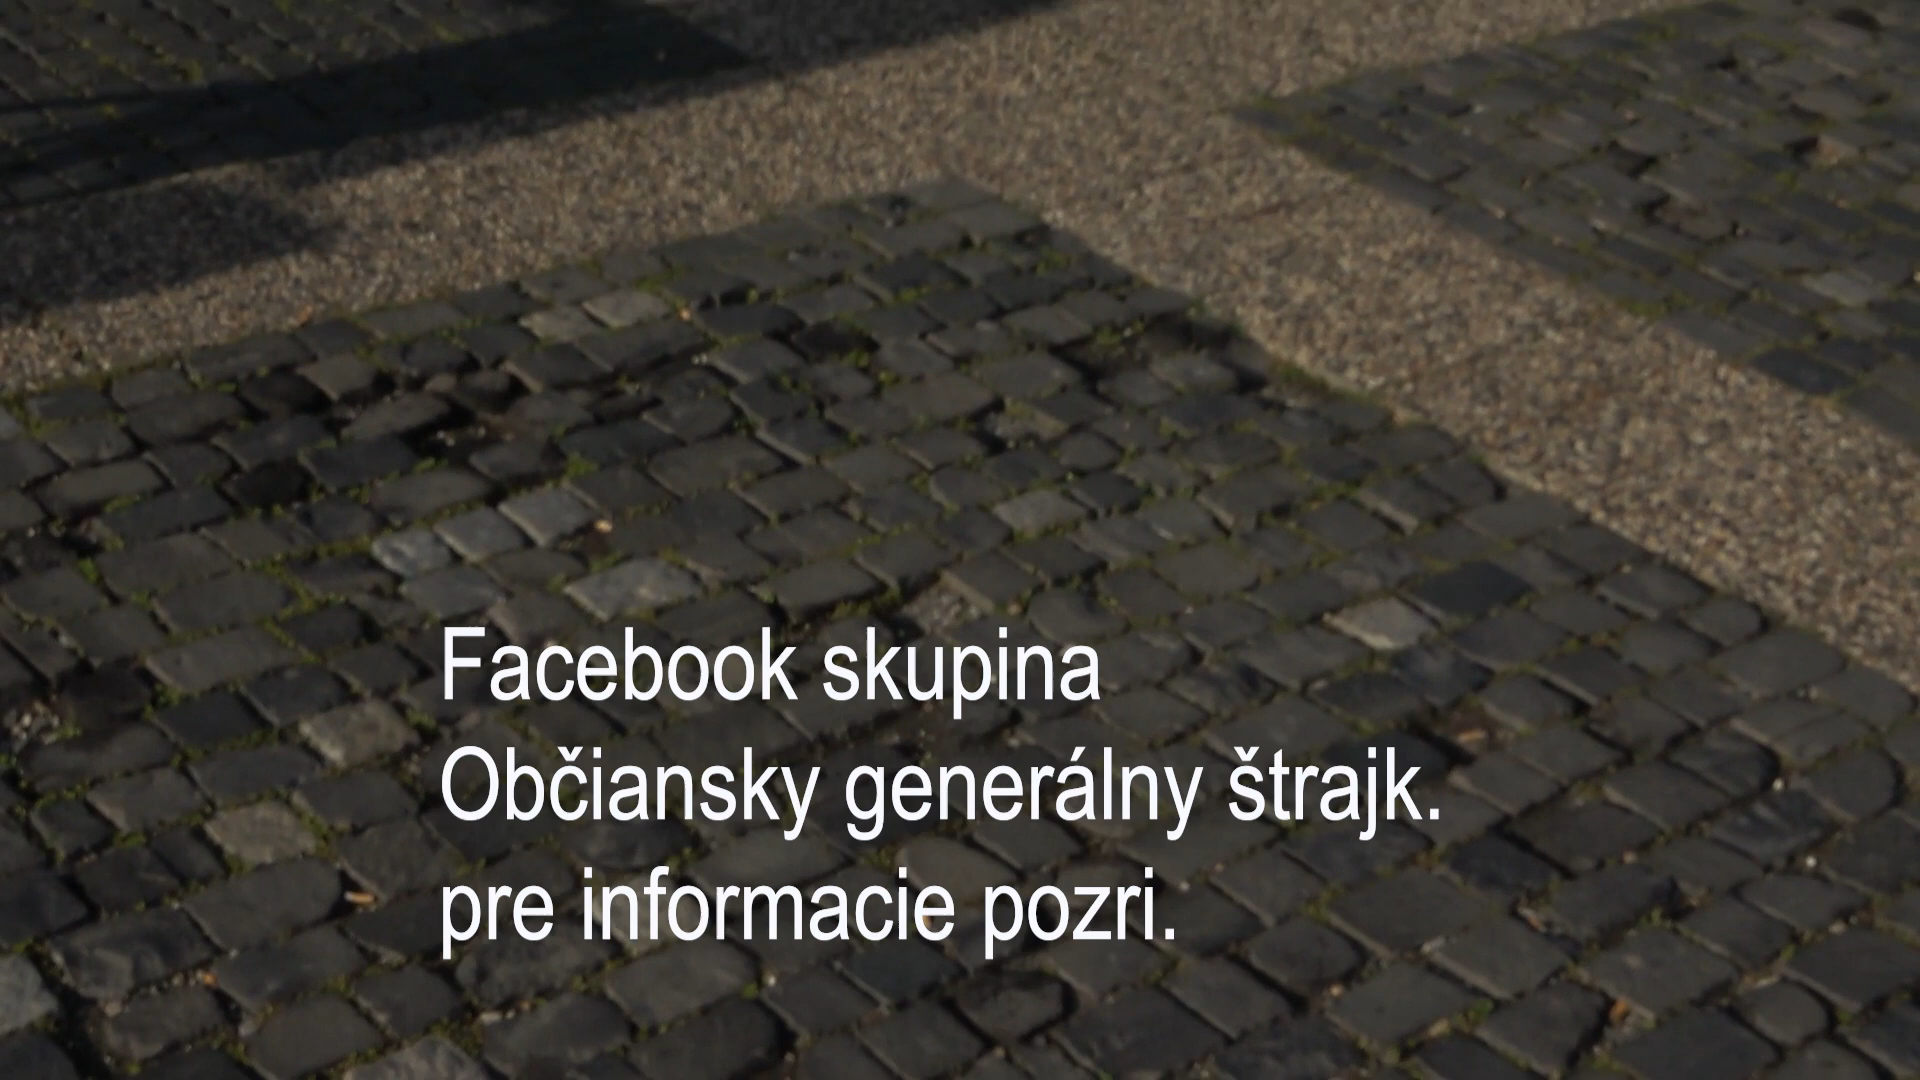 Facebook skupina
Občiansky generálny štrajk.
pre informacie pozri.